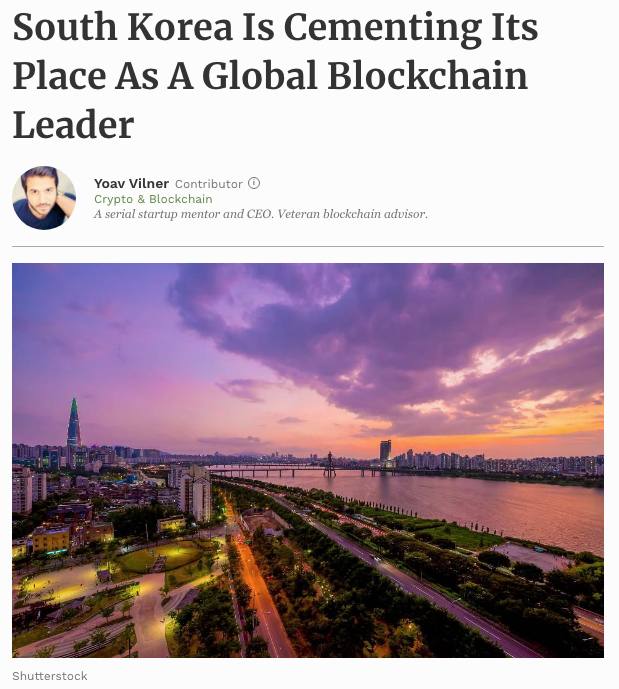 South Korea Is Cementing Its
Place As A Global Blockchain
Leader
Yoav Vilner Contributor
Crypto & Blockchain
A serial startup mentor and CEO. Veteran blockchain advisor.
Shutterstock